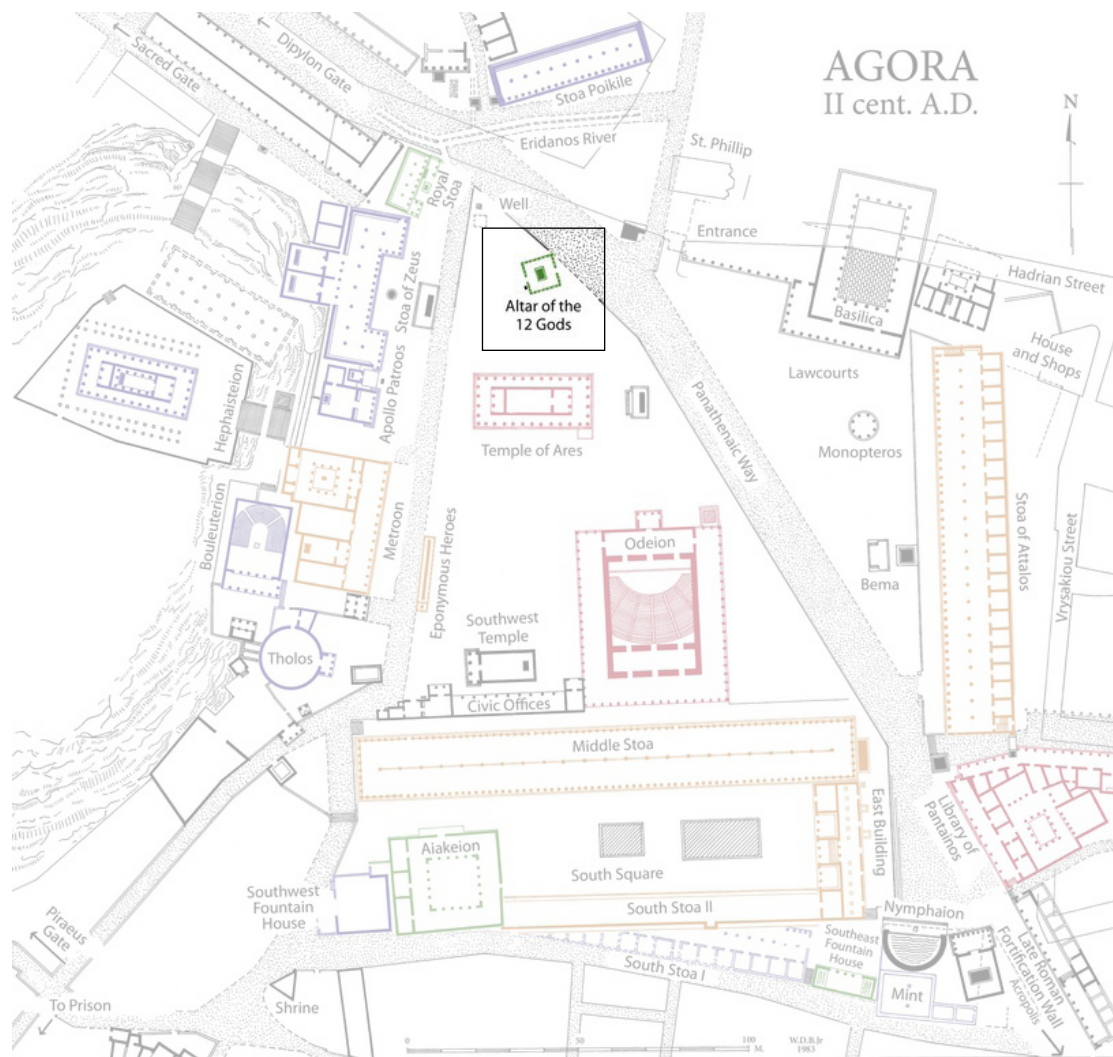 AGORA
II cent. A.D.
N
Sacred Gate
Dipylon Gate
Stoa Poikile
Eridanos River
St. Phillip
Royal
Stoa
Well
Entrance
Hadrian Street
Altar of the
12 Gods
Stoa of Zeus
Basilica
House
and Shops
Lawcourts
Hephaisteion
Apollo Patroos
Panathenaic Way
Temple of Ares
Monopteros
Bouleuterion
Metroon
Eponymous Heroes
Odeion
Bema
Stoa of Attalos
Vrysakiou Street
Southwest
Temple
Tholos
Civic Offices
Middle Stoa
East Building
Library of
Pantainos
Aiakeion
South Square
Southwest
Fountain
House
South Stoa II
Nymphaion
Piraeus
Gate
South Stoa I
Southeast
Fountain
House
Late Roman
Fortification Wall
Acropolis
Mint
To Prison
Shrine
0
50
100
M.
W.D.B.Jr
1983